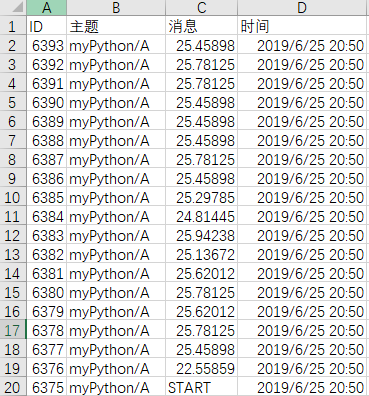 A B C D
1 ID 主题 消息 时间
2 6393 myPython/A 25.45898 2019/6/25 20:50
3 6392 myPython/A 25.78125 2019/6/25 20:50
4 6391 myPython/A 25.78125 2019/6/25 20:50
5 6390 myPython/A 25.45898 2019/6/25 20:50
6 6389 myPython/A 25.45898 2019/6/25 20:50
7 6388 myPython/A 25.45898 2019/6/25 20:50
8 6387 myPython/A 25.78125 2019/6/25 20:50
9 6386 myPython/A 25.45898 2019/6/25 20:50
10 6385 myPython/A 25.29785 2019/6/25 20:50
11 6384 myPython/A 24.81445 2019/6/25 20:50
12 6383 myPython/A 25.94238 2019/6/25 20:50
13 6382 myPython/A 25.13672 2019/6/25 20:50
14 6381 myPython/A 25.62012 2019/6/25 20:50
15 6380 myPython/A 25.78125 2019/6/25 20:50
16 6379 myPython/A 25.62012 2019/6/25 20:50
17 6378 myPython/A 25.78125 2019/6/25 20:50
18 6377 myPython/A 25.45898 2019/6/25 20:50
19 6376 myPython/A 22.55859 2019/6/25 20:50
20 6375 myPython/A START 2019/6/25 20:50